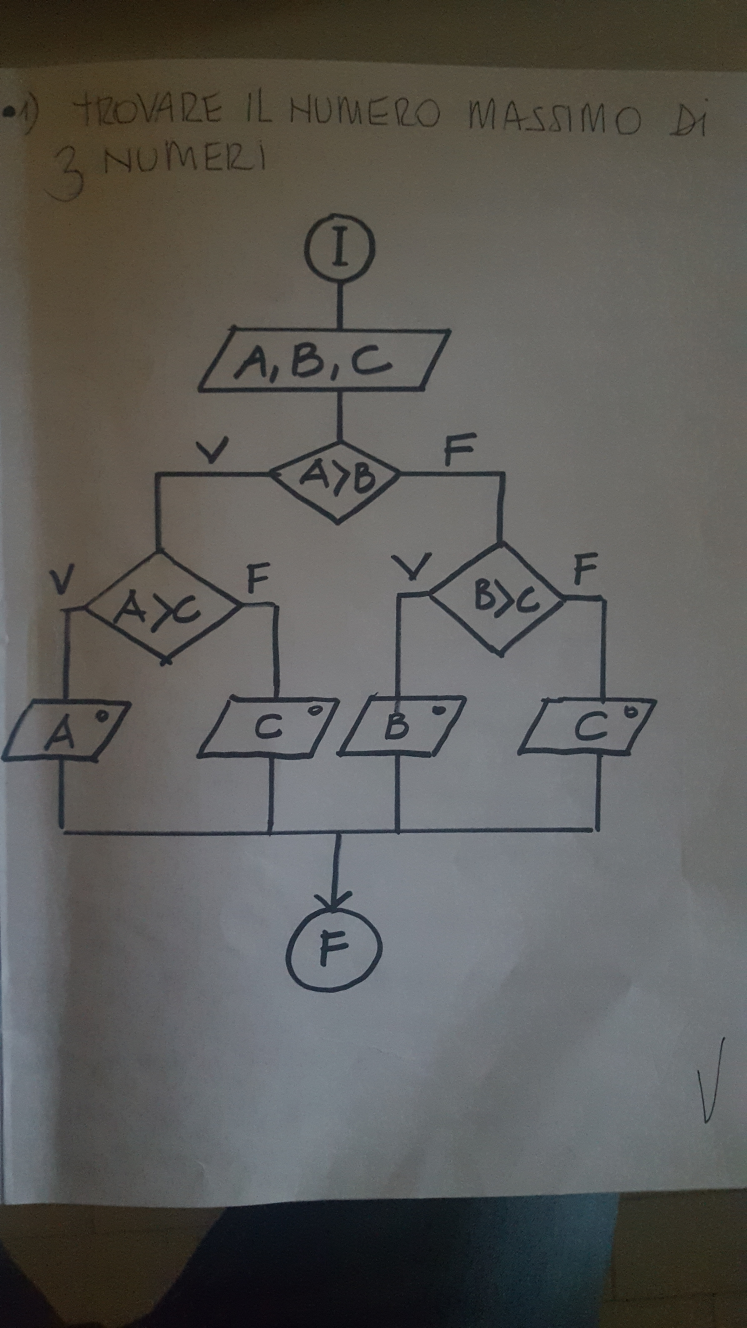 •1) TROVARE IL NUMERO MASSIMO DI
3 NUMERI
I
A, B, C
V A>B F
V A>C F V B>C F
A° C° B° C°
F